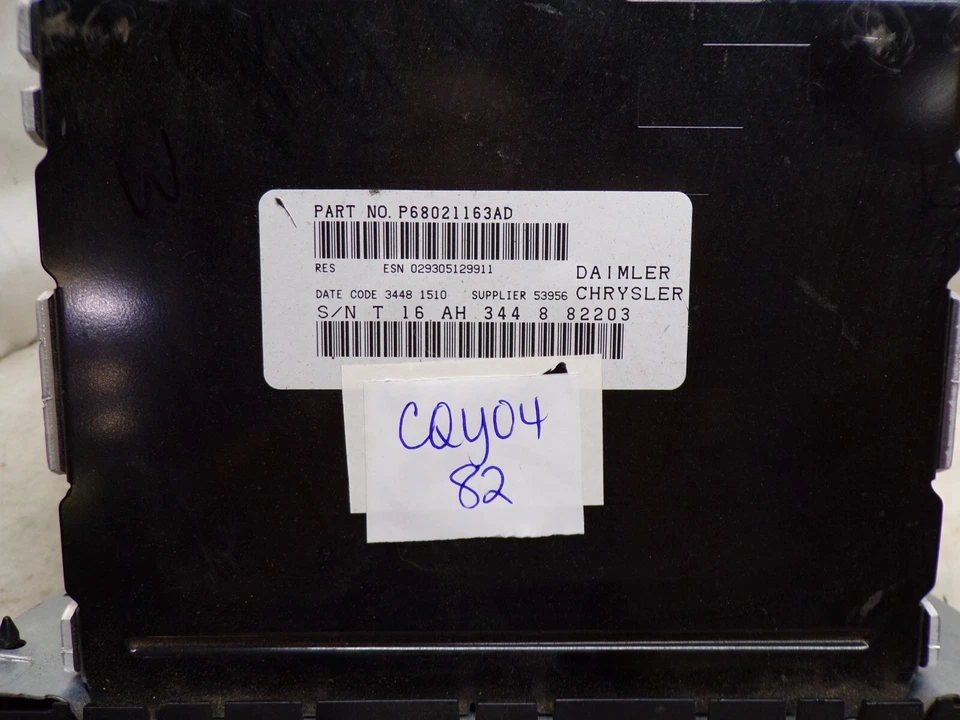 W
PART NO. P68021163AD
RES ESN 029305129911
DAIMLER
DATE CODE 3448 1510 SUPPLIER 53956 CHRYSLER
S/N T 16 AH 344 8 82203
CQY04
82